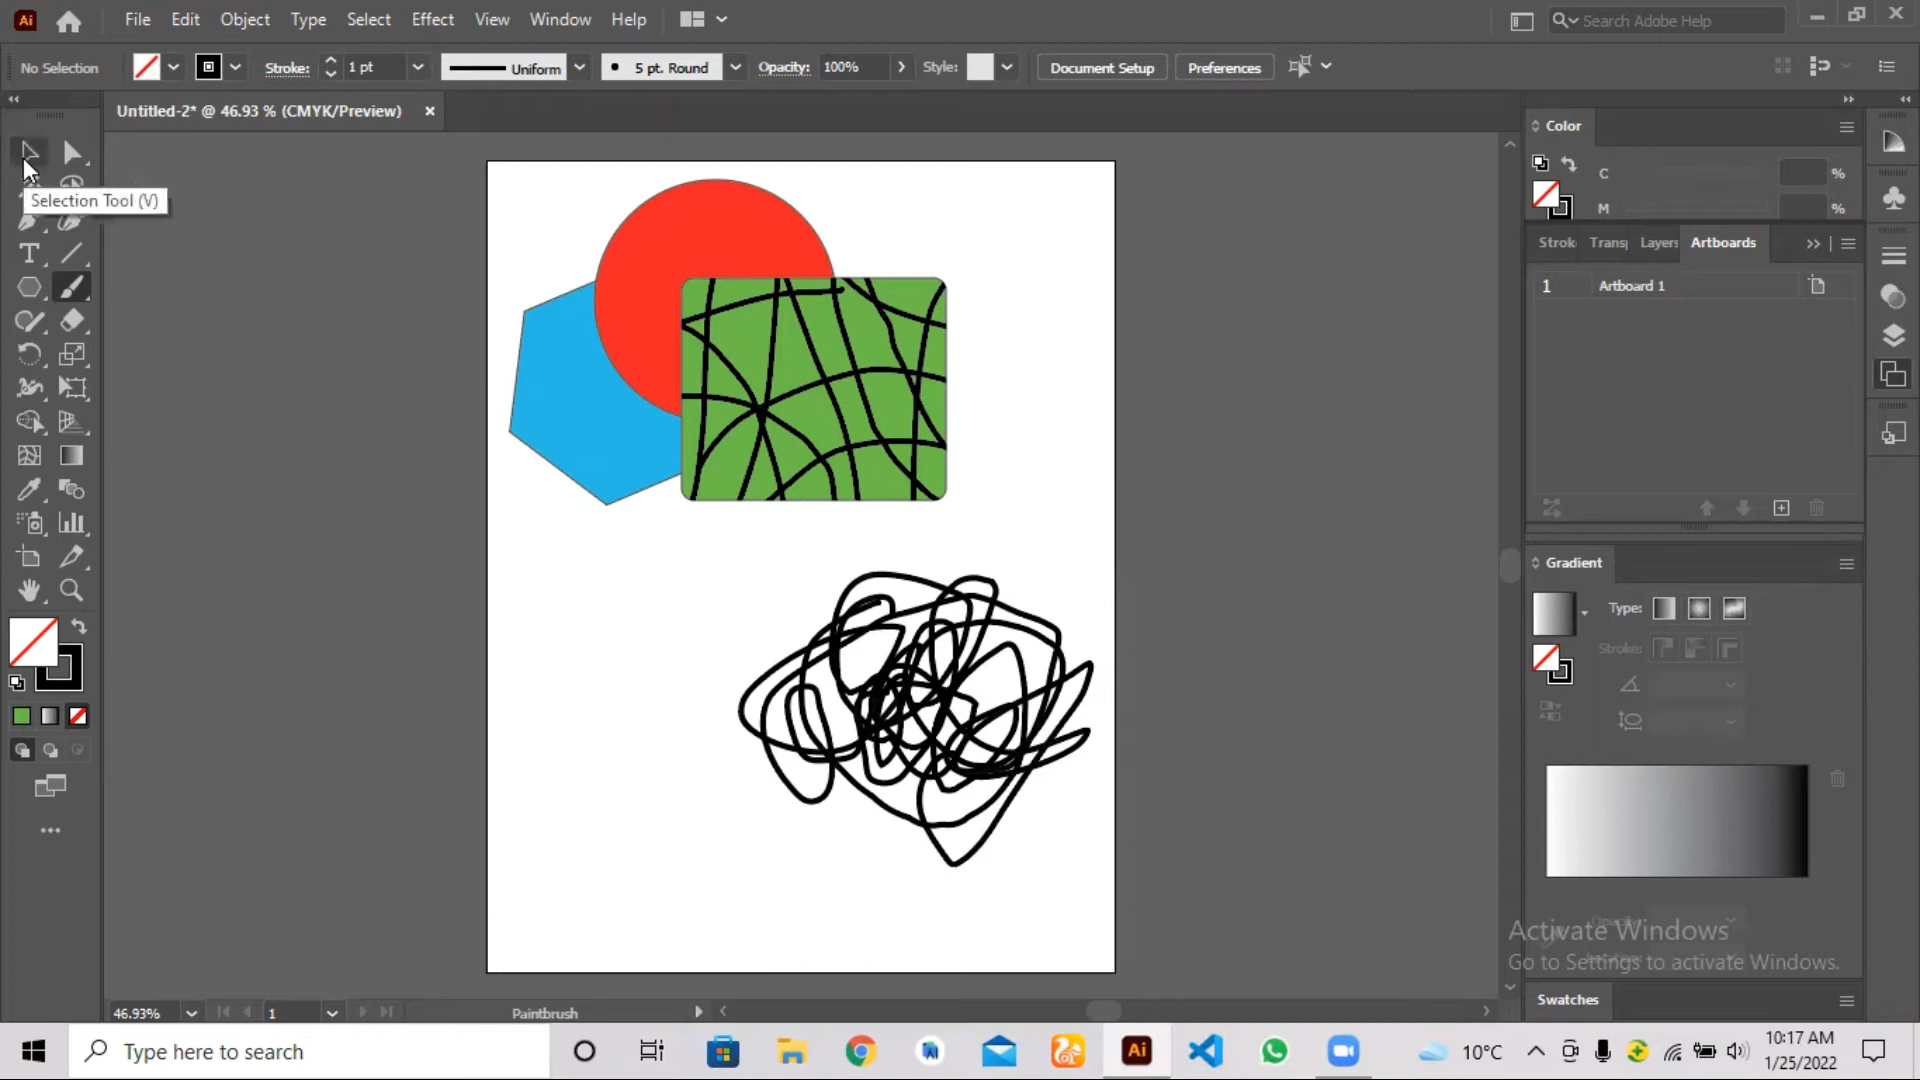 Ai File Edit Object Type Select Effect View Window Help Search Adobe Help
No Selection Stroke: 1 pt Uniform 5 pt. Round Opacity: 100% Style: Document Setup Preferences
Untitled-2* @ 46.93 % (CMYK/Preview)
Selection Tool (V)
T
Color
C %
M %
Strok Transp Layers Artboards
1 Artboard 1
Gradient
Type:
Stroke:
Activate Windows
Go to Settings to activate Windows.
Swatches
46.93% 1 Paintbrush
Type here to search Ai 10°C 10:17 AM
1/25/2022